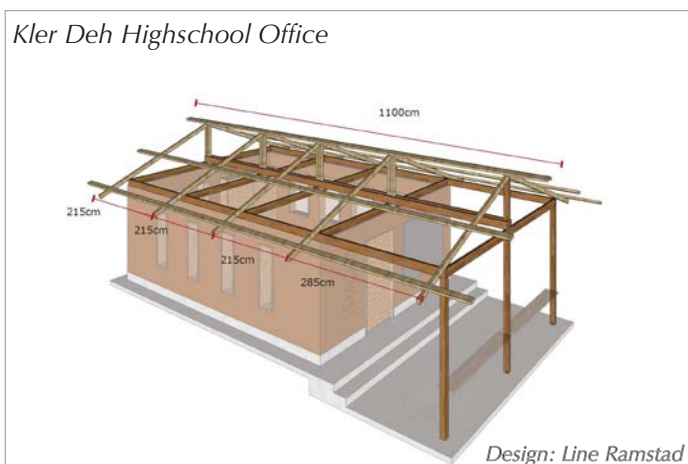 Kler Deh Highschool Office
1100cm
215cm
215cm
215cm
285cm
Design: Line Ramstad